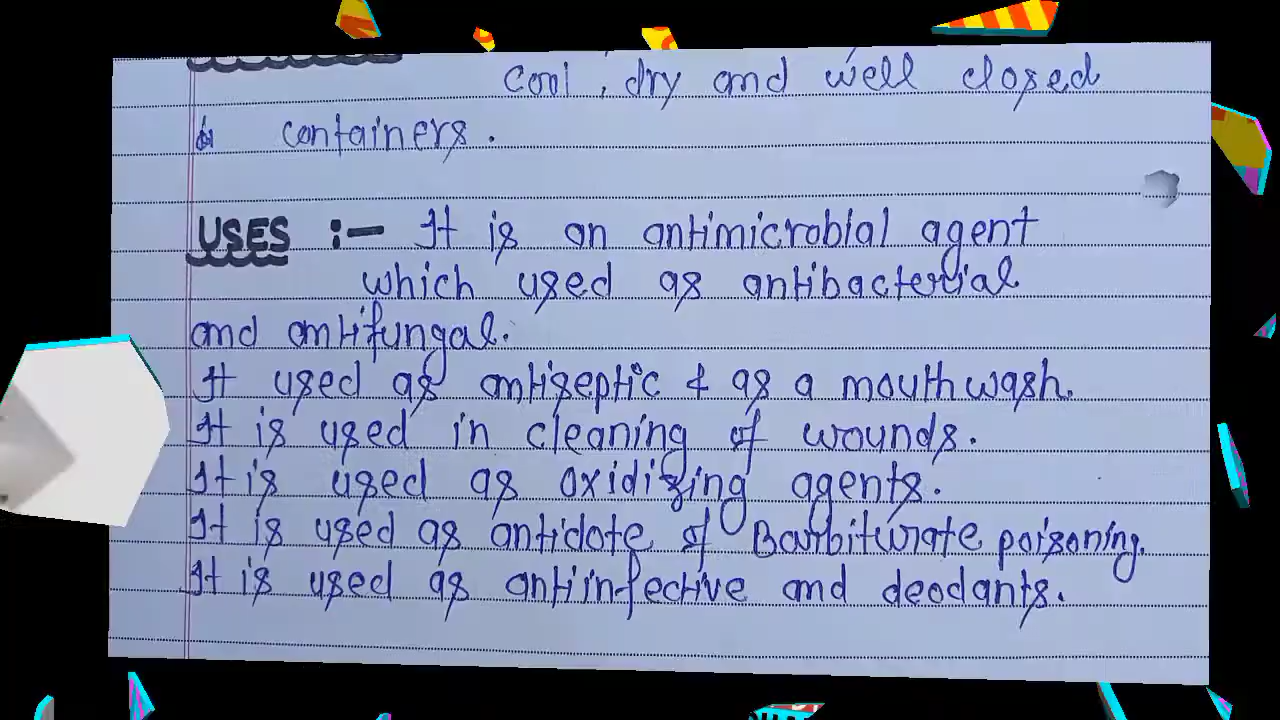 cool, dry and well closed
containers.
USES :- It is an antimicrobial agent
which used as antibacterial
and antifungal.
It used as antiseptic & as a mouth wash.
It is used in cleaning of wounds.
It is used as oxidizing agents.
It is used as antidote of Barbiturate poisoning.
It is used as antiinfective and deodants.